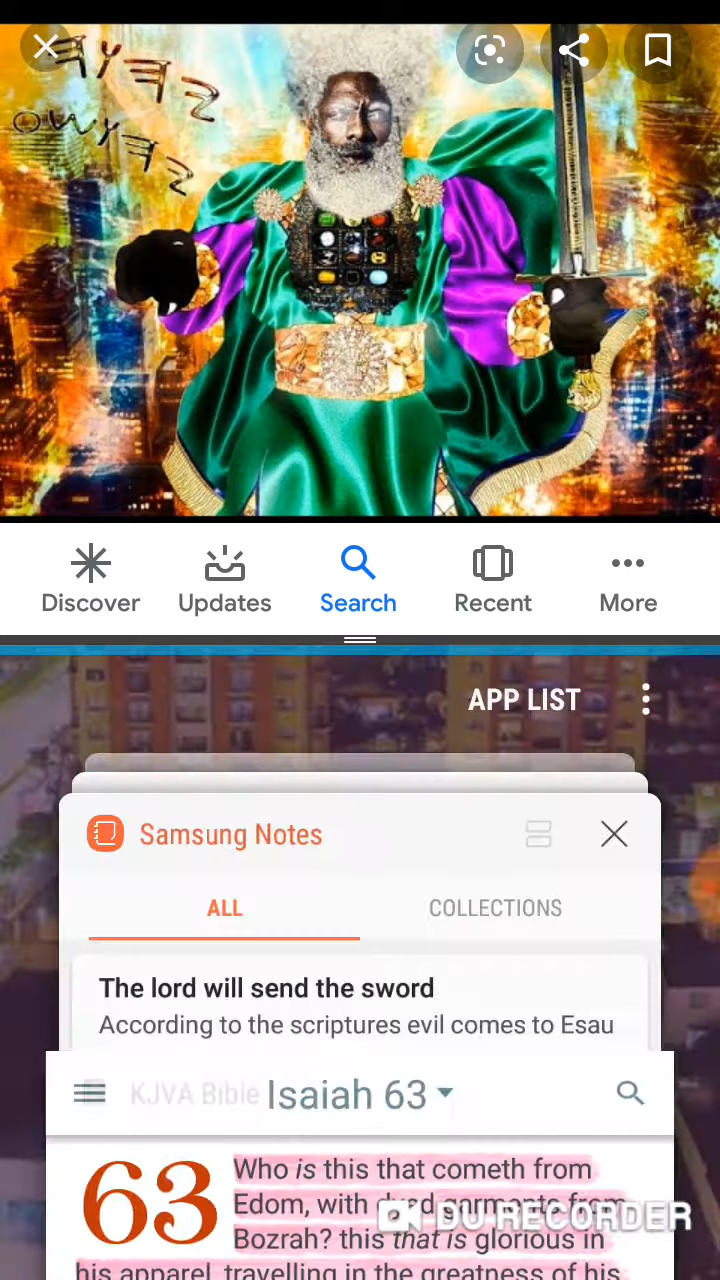 𐤉𐤄𐤅𐤄
𐤉𐤄𐤅𐤔𐤏
Discover
Updates
Search
Recent
More
APP LIST
Samsung Notes
ALL
COLLECTIONS
The lord will send the sword
According to the scriptures evil comes to Esau
KJVA Bible
Isaiah 63
63
Who is this that cometh from
Edom, with dyed garments from
Bozrah? this that is glorious in
his apparel, travelling in the greatness of his
DU RECORDER